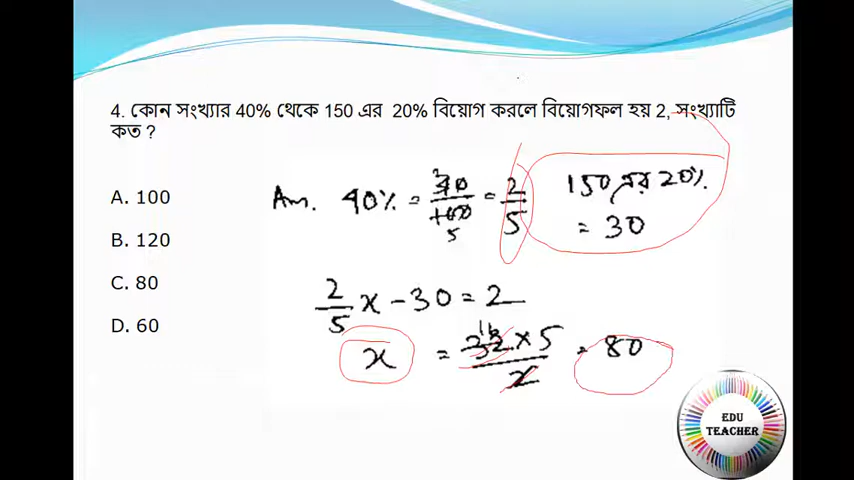 4. কোন সংখ্যার 40% থেকে 150 এর 20% বিয়োগ করলে বিয়োগফল হয় 2, সংখ্যাটি
কত ?
A. 100
B. 120
C. 80
D. 60
Am. 40% = 40/100 = 2/5
150 এর 20%.
= 30
2/5 x - 30 = 2
x = 32 × 5 / 2 = 80
EDU
TEACHER